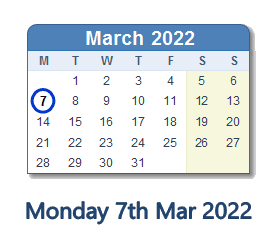 March 2022
M T W T F S S
1 2 3 4 5 6
7 8 9 10 11 12 13
14 15 16 17 18 19 20
21 22 23 24 25 26 27
28 29 30 31
Monday 7th Mar 2022